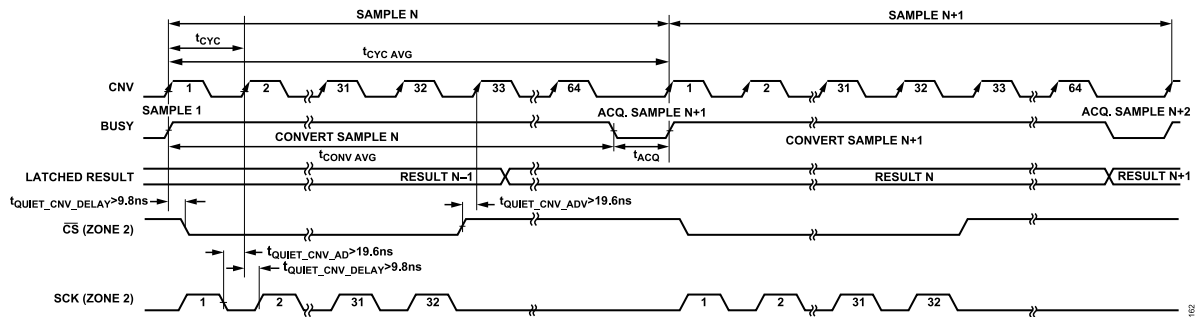 SAMPLE N SAMPLE N+1
tCYC
tCYC AVG
CNV 1 2 31 32 33 64 1 2 31 32 33 64
SAMPLE 1 ACQ. SAMPLE N+1 ACQ. SAMPLE N+2
BUSY
CONVERT SAMPLE N CONVERT SAMPLE N+1
tCONV AVG tACQ
LATCHED RESULT RESULT N–1 RESULT N RESULT N+1
tQUIET_CNV_DELAY>9.8ns tQUIET_CNV_ADV>19.6ns
CS (ZONE 2)
tQUIET_CNV_AD>19.6ns
tQUIET_CNV_DELAY>9.8ns
SCK (ZONE 2) 1 2 31 32 1 2 31 32
162